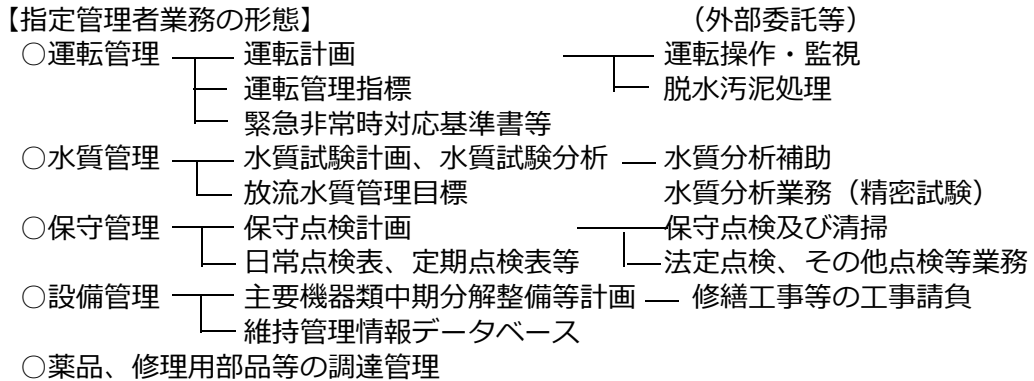 【指定管理者業務の形態】 （外部委託等）
○運転管理 運転計画 運転操作・監視
運転管理指標 脱水汚泥処理
緊急非常時対応基準書等
○水質管理 水質試験計画、水質試験分析 水質分析補助
放流水質管理目標 水質分析業務（精密試験）
○保守管理 保守点検計画 保守点検及び清掃
日常点検表、定期点検表等 法定点検、その他点検等業務
○設備管理 主要機器類中期分解整備等計画 修繕工事等の工事請負
維持管理情報データベース
○薬品、修理用部品等の調達管理